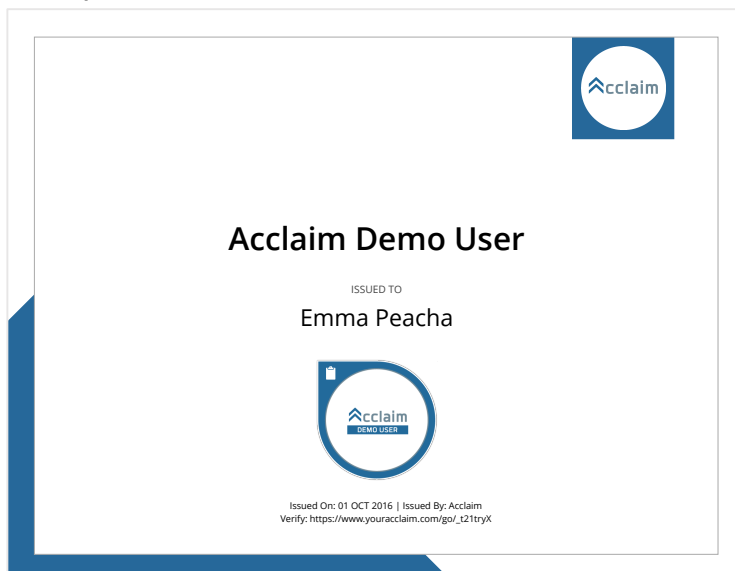 Acclaim
Acclaim Demo User
ISSUED TO
Emma Peacha
Acclaim
DEMO USER
Issued On: 01 OCT 2016 | Issued By: Acclaim
Verify: https://www.youracclaim.com/go/_t21tryX